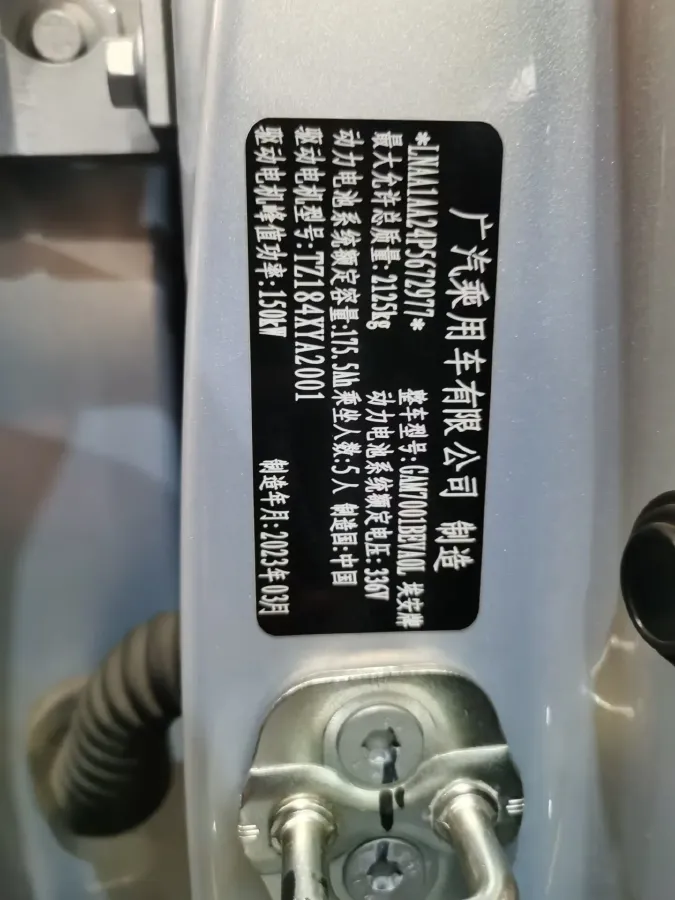 广汽乘用车有限公司 制造
*LNAA1AA24P5672977* 整车型号:GAM7001BEVA0L 埃安牌
最大允许总质量:2125kg 动力电池系统额定电压:336V
动力电池系统额定容量:175.5Ah 乘坐人数:5人 制造国:中国
驱动电机型号:TZ184XYA2001
驱动电机峰值功率:150kW 制造年月:2023年03月